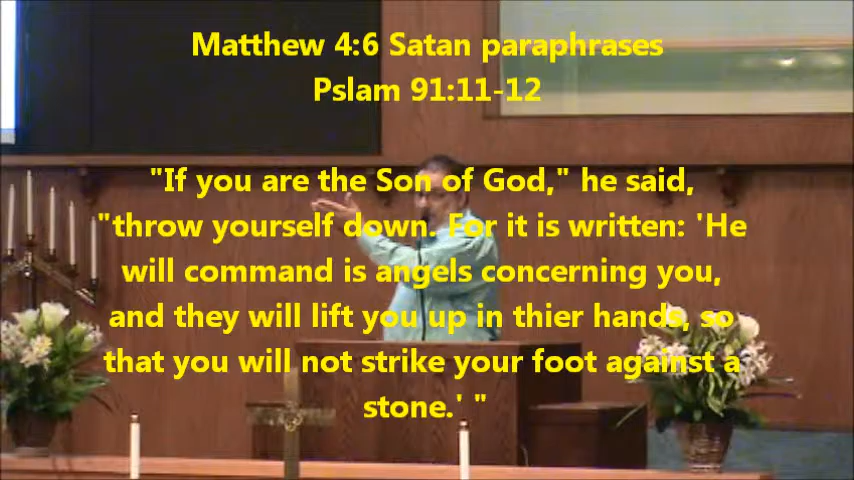 Matthew 4:6 Satan paraphrases
Pslam 91:11-12
"If you are the Son of God," he said,
"throw yourself down. For it is written: 'He
will command is angels concerning you,
and they will lift you up in thier hands, so
that you will not strike your foot against a
stone.' "